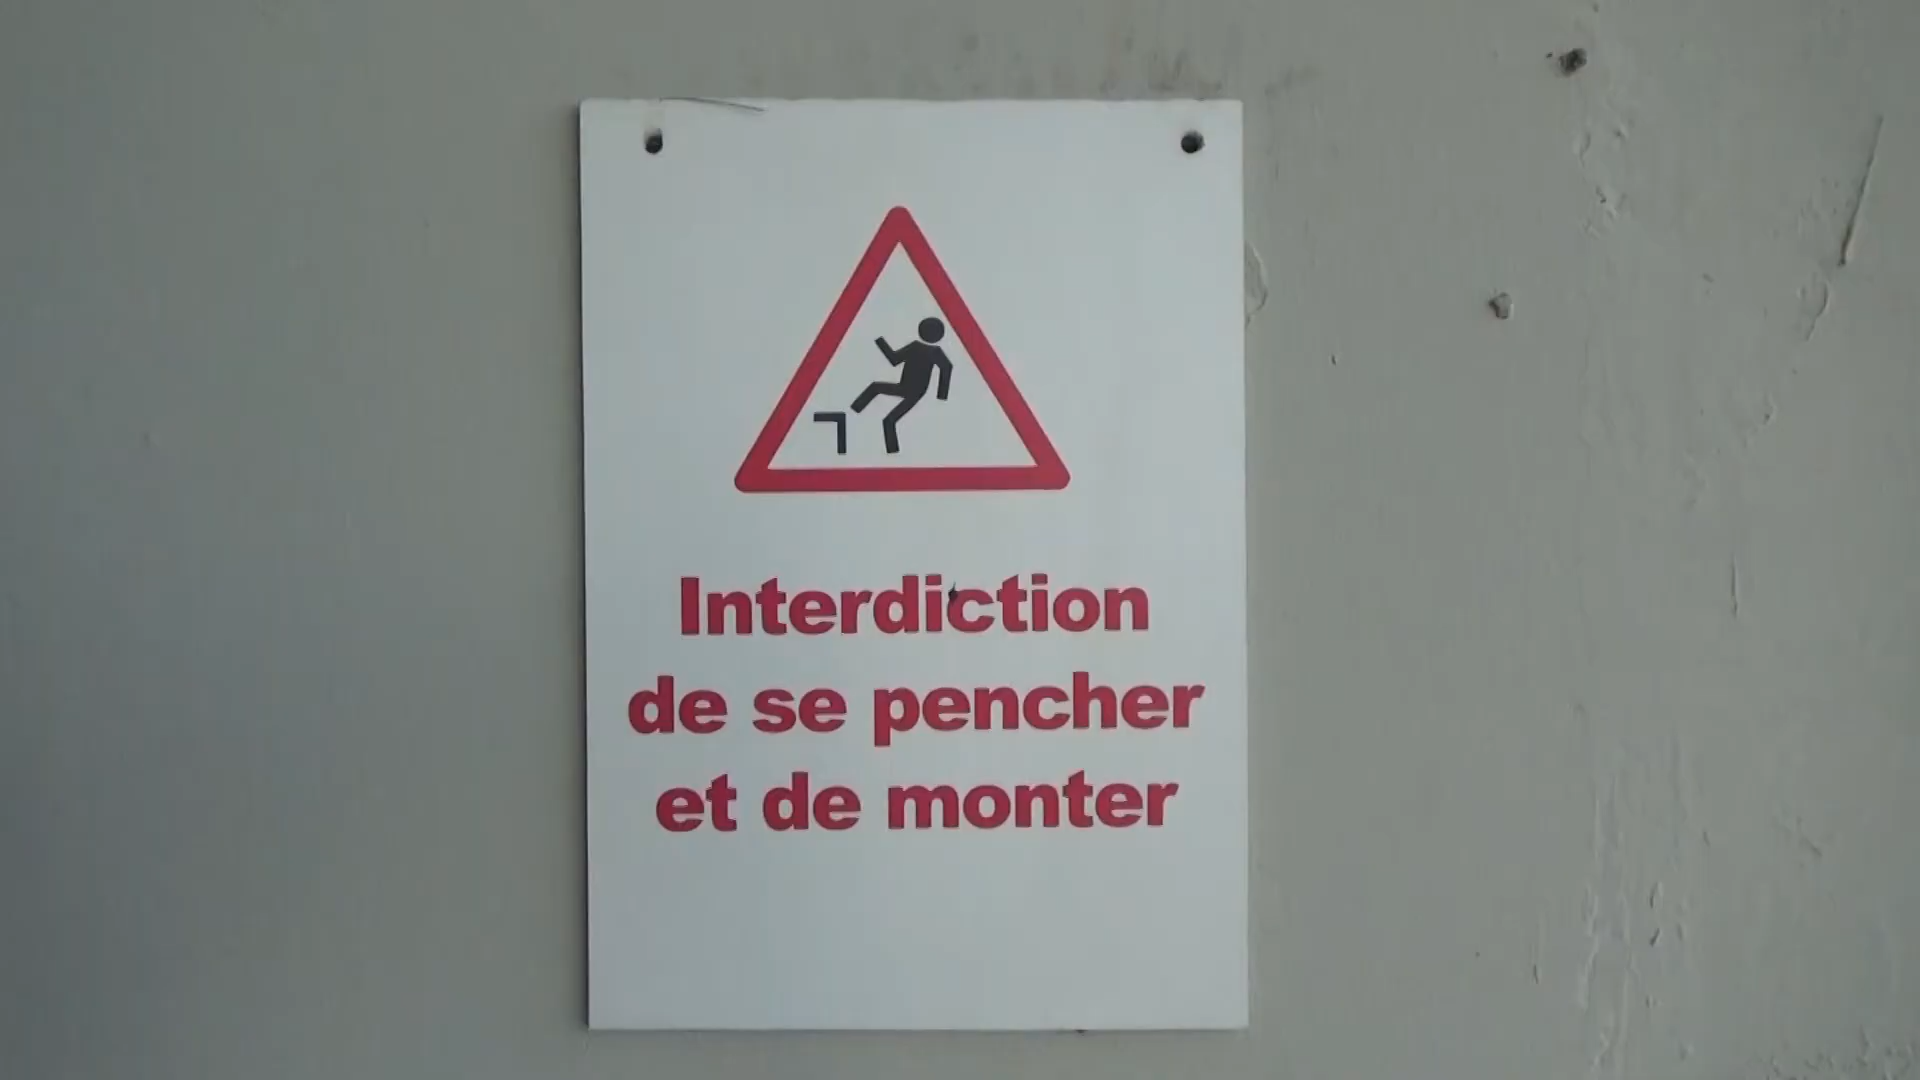 Interdiction
de se pencher
et de monter